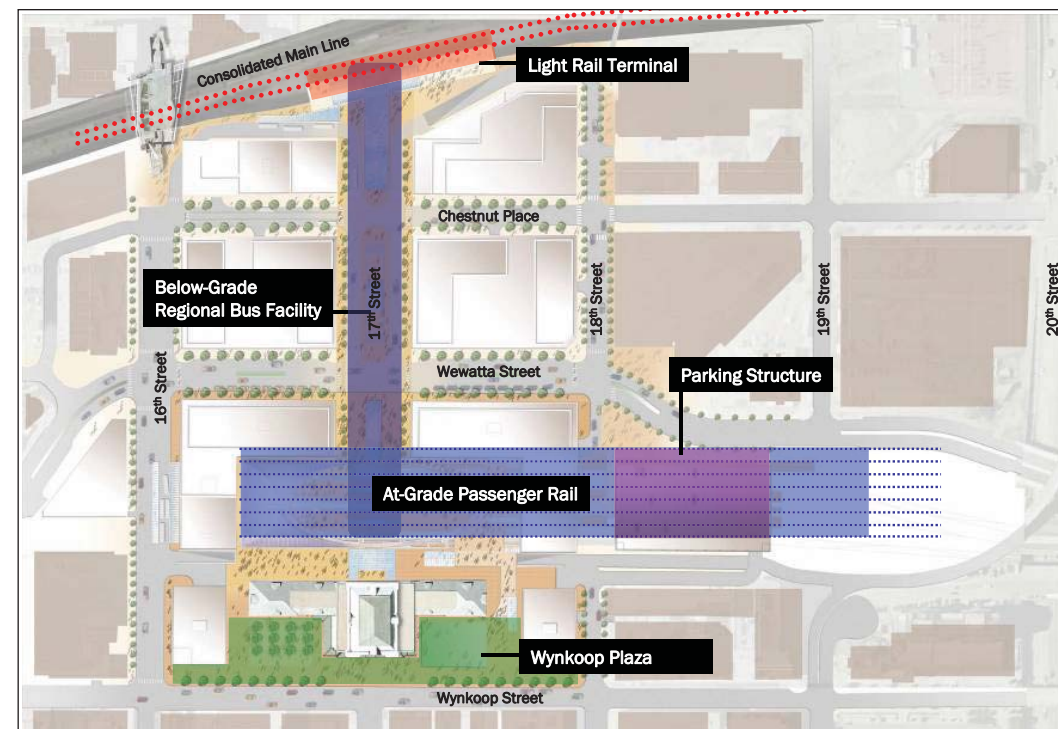 Consolidated Main Line
Light Rail Terminal
Chestnut Place
Below-Grade
Regional Bus Facility
17th Street
18th Street
19th Street
20th Street
16th Street
Wewatta Street
Parking Structure
At-Grade Passenger Rail
Wynkoop Plaza
Wynkoop Street